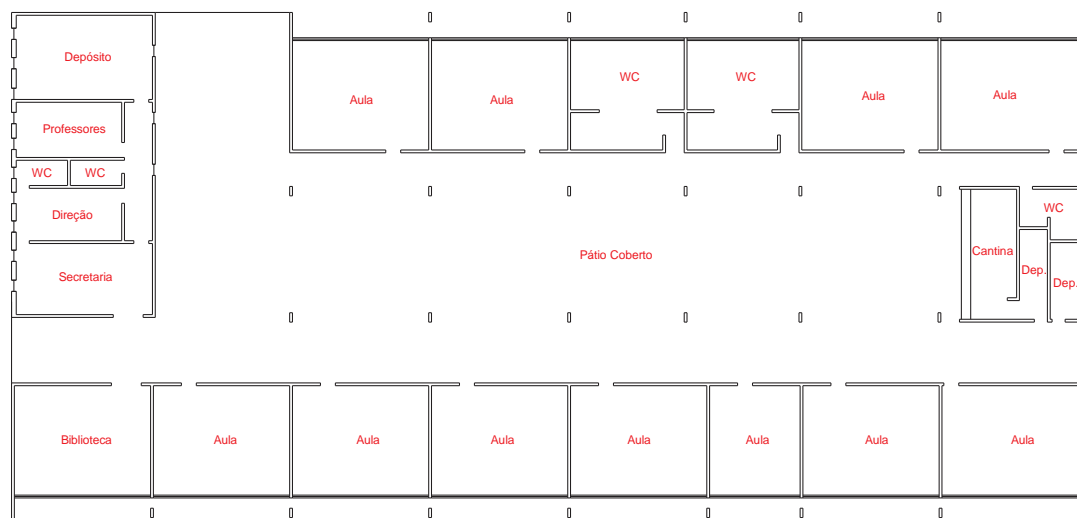 Depósito
Aula
Aula
WC
WC
Aula
Aula
Professores
WC
WC
Direção
Secretaria
Pátio Coberto
Cantina
WC
Dep.
Dep.
Biblioteca
Aula
Aula
Aula
Aula
Aula
Aula
Aula